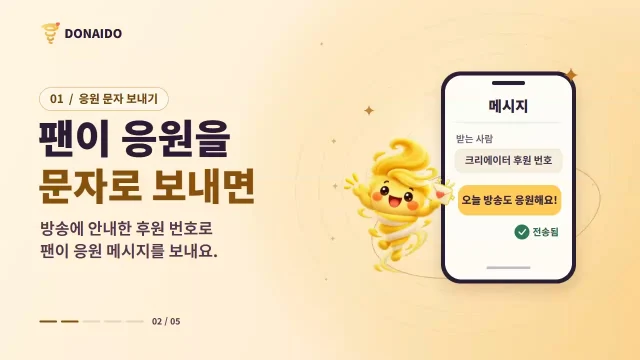 DONAIDO
01 / 응원 문자 보내기
팬이 응원을
문자로 보내면
방송에 안내한 후원 번호로
팬이 응원 메시지를 보내요.
02 / 05
메시지
받는 사람
크리에이터 후원 번호
오늘 방송도 응원해요!
전송됨